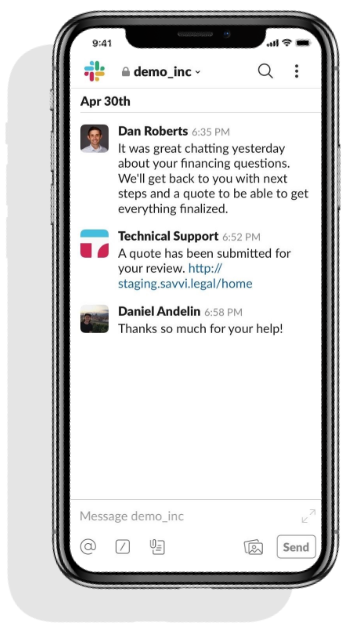 9:41
demo_inc
Apr 30th
Dan Roberts 6:35 PM
It was great chatting yesterday
about your financing questions.
We'll get back to you with next
steps and a quote to be able to get
everything finalized.
Technical Support 6:52 PM
A quote has been submitted for
your review. http://
staging.savvi.legal/home
Daniel Andelin 6:58 PM
Thanks so much for your help!
Message demo_inc
@
Send